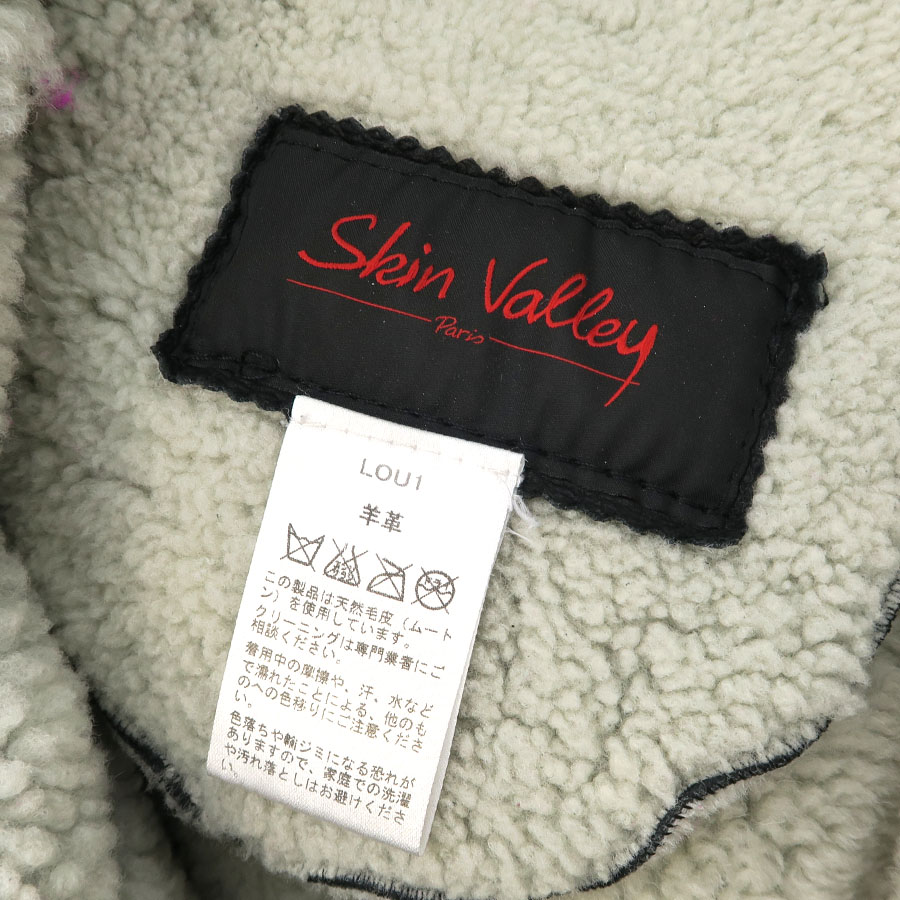 Skin Valley
Paris
LOU1
羊革
この製品は天然毛皮（ムート
ン）を使用しています。
クリーニングは専門業者にご
相談ください。
着用中の摩擦や、汗、水など
で濡れたことによる、他のも
のへの色移りにご注意くださ
い。
色落ちや輪ジミになる恐れが
ありますので、家庭での洗濯
や汚れ落としはお避けくださ
い。